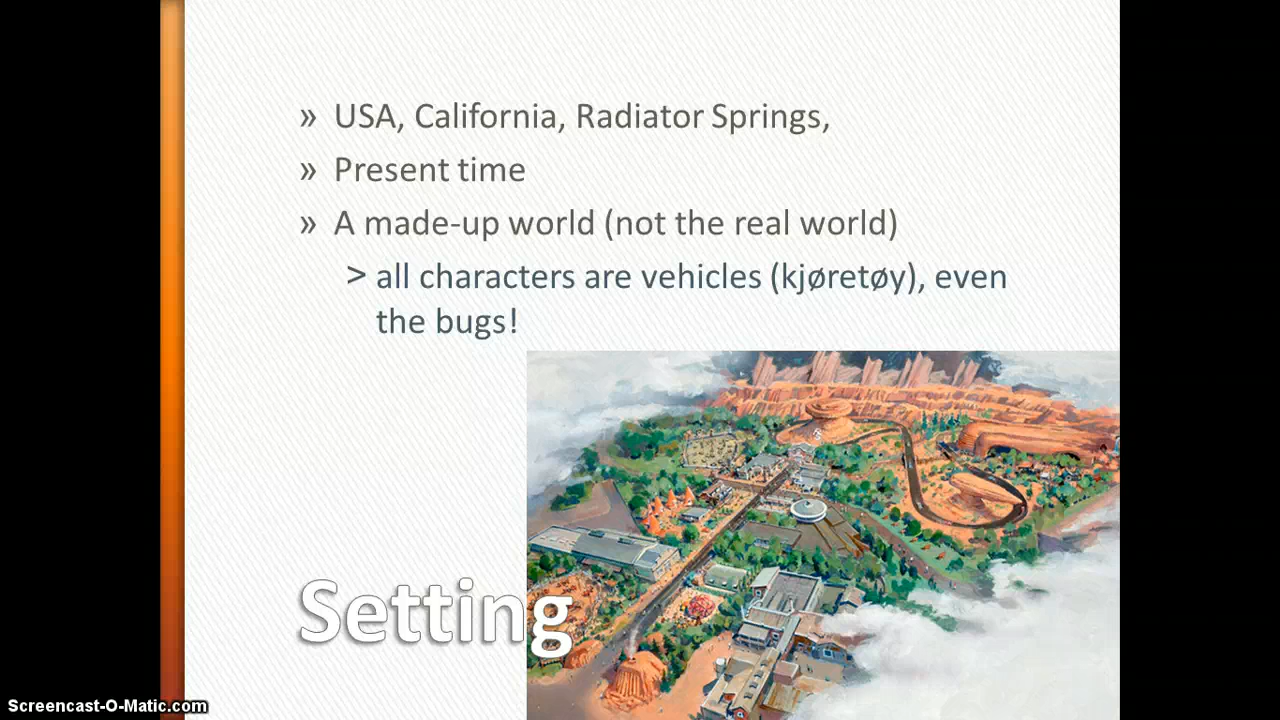 » USA, California, Radiator Springs,
» Present time
» A made-up world (not the real world)
> all characters are vehicles (kjøretøy), even
the bugs!
Setting
Screencast-O-Matic.com